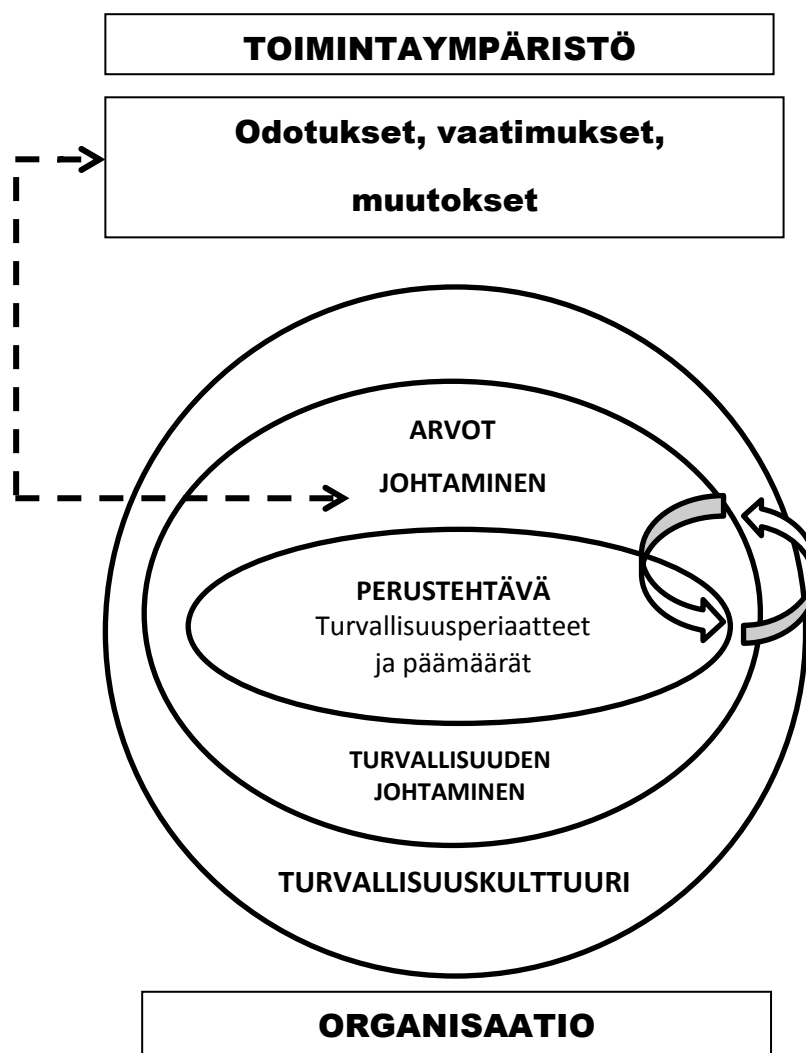 TOIMINTAYMPÄRISTÖ
Odotukset, vaatimukset,
muutokset
ARVOT
JOHTAMINEN
PERUSTEHTÄVÄ
Turvallisuusperiaatteet
ja päämäärät
TURVALLISUUDEN
JOHTAMINEN
TURVALLISUUSKULTTUURI
ORGANISAATIO